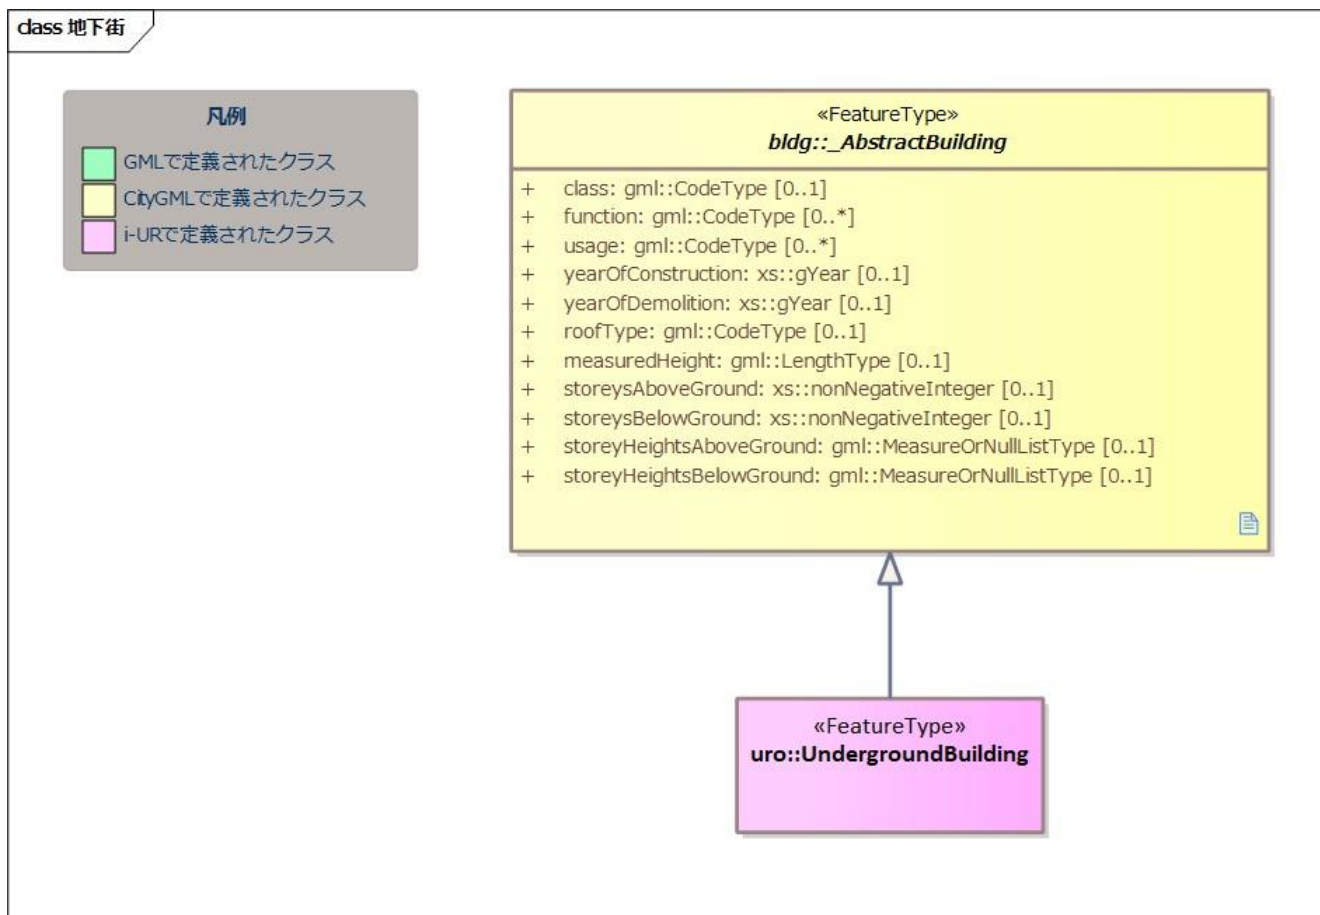 class 地下街
凡例
GMLで定義されたクラス
CityGMLで定義されたクラス
i-URで定義されたクラス
«FeatureType»
bldg::_AbstractBuilding
+ class: gml::CodeType [0..1]
+ function: gml::CodeType [0..*]
+ usage: gml::CodeType [0..*]
+ yearOfConstruction: xs::gYear [0..1]
+ yearOfDemolition: xs::gYear [0..1]
+ roofType: gml::CodeType [0..1]
+ measuredHeight: gml::LengthType [0..1]
+ storeysAboveGround: xs::nonNegativeInteger [0..1]
+ storeysBelowGround: xs::nonNegativeInteger [0..1]
+ storeyHeightsAboveGround: gml::MeasureOrNullListType [0..1]
+ storeyHeightsBelowGround: gml::MeasureOrNullListType [0..1]
«FeatureType»
uro::UndergroundBuilding